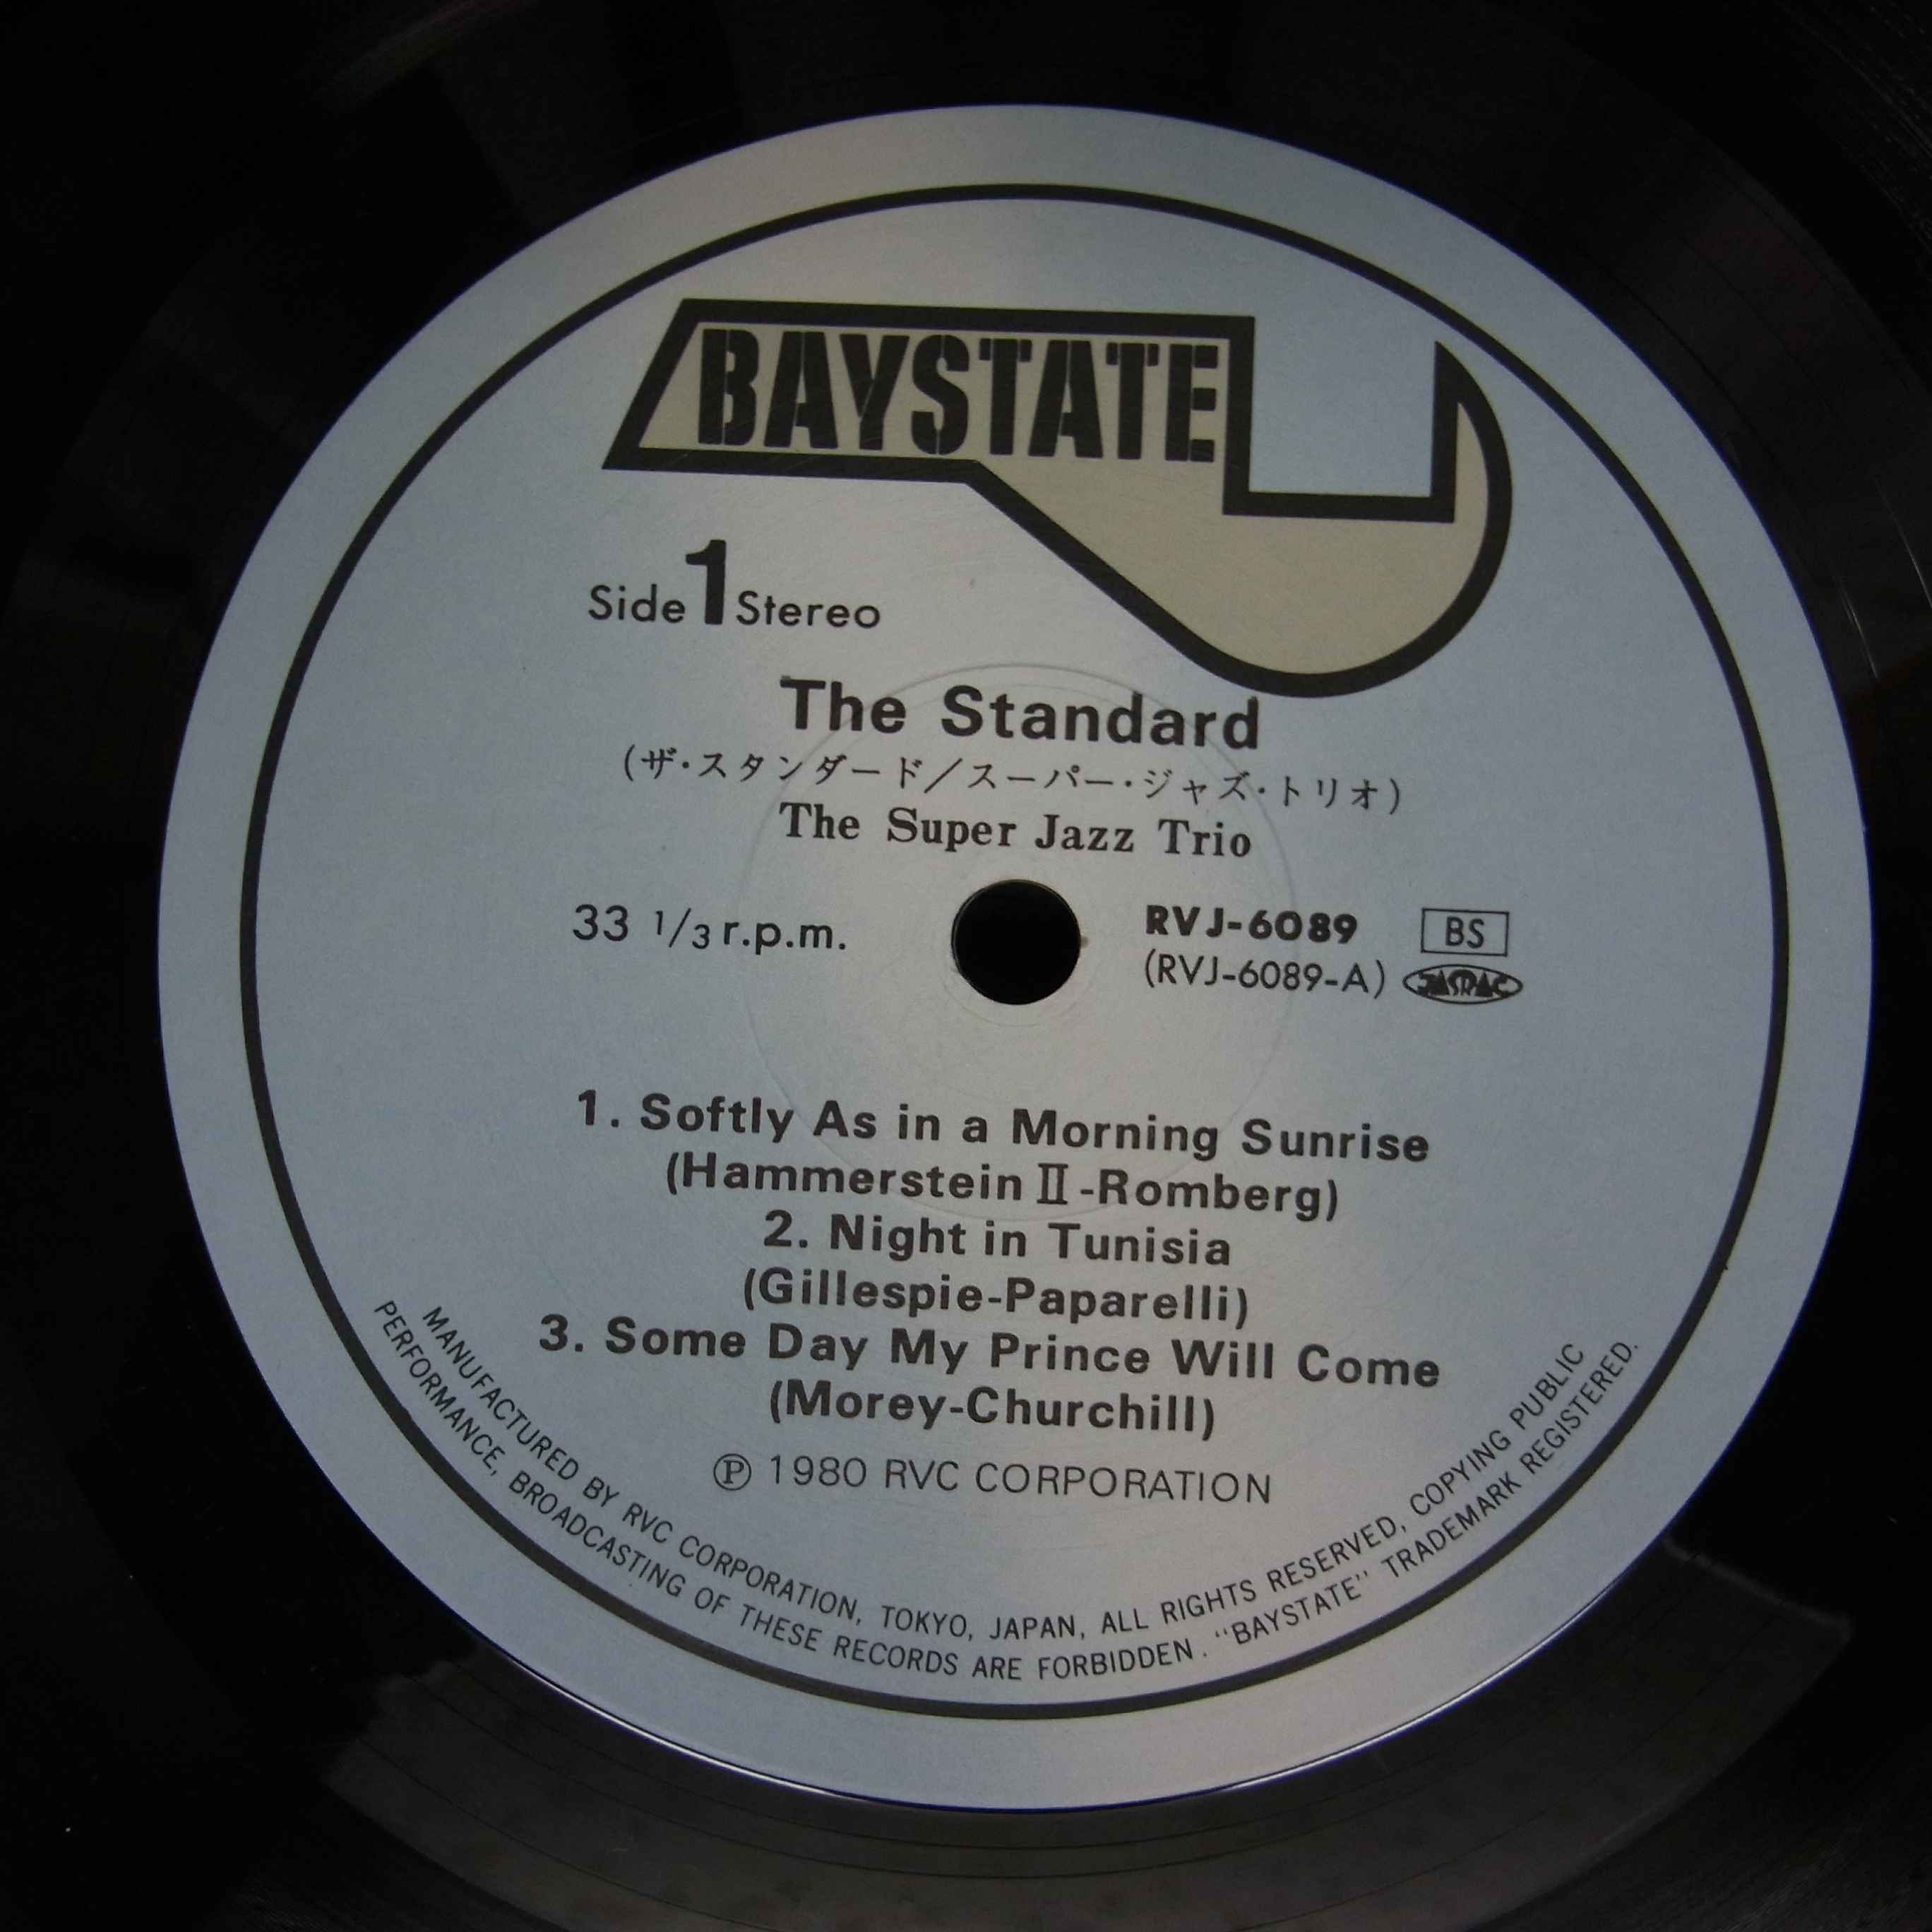 BAYSTATE
Side 1 Stereo
The Standard
(ザ・スタンダード／スーパー・ジャズ・トリオ)
The Super Jazz Trio
33 1/3 r.p.m.
RVJ-6089 BS
(RVJ-6089-A) JASRAC
1. Softly As in a Morning Sunrise
(Hammerstein II-Romberg)
2. Night in Tunisia
(Gillespie-Paparelli)
3. Some Day My Prince Will Come
(Morey-Churchill)
℗ 1980 RVC CORPORATION
MANUFACTURED BY RVC CORPORATION, TOKYO, JAPAN, ALL RIGHTS RESERVED, COPYING PUBLIC
PERFORMANCE, BROADCASTING OF THESE RECORDS ARE FORBIDDEN. "BAYSTATE" TRADEMARK REGISTERED.